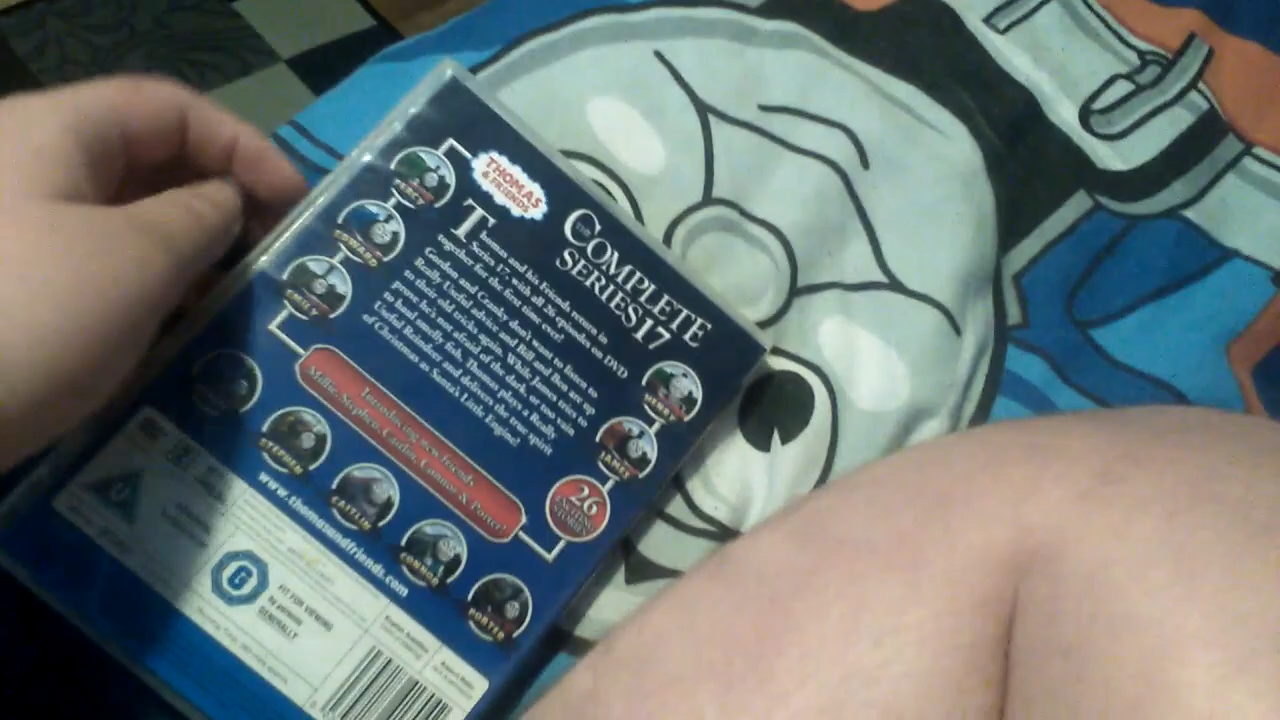 THOMAS
& FRIENDS
THE
COMPLETE
SERIES 17
PERCY
EDWARD
EMILY
Thomas and his Friends return in
Series 17, with all 26 episodes on DVD
together for the first time ever!
Gordon and Cranky don't want to listen to
Really Useful advice and Bill and Ben are up
to their old tricks again. While James tries to
prove he's not afraid of the dark, or too vain
to haul smelly fish, Thomas plays a Really
Useful Reindeer and delivers the true spirit
of Christmas as Santa's Little Engine!
HENRY
JAMES
26
EXCITING
STORIES
Introducing new friends
Millie, Stephen, Caitlin, Connor & Porter!
STEPHEN
CAITLIN
CONNOR
PORTER
www.thomasandfriends.com
U
G
FIT FOR VIEWING
by persons
GENERALLY